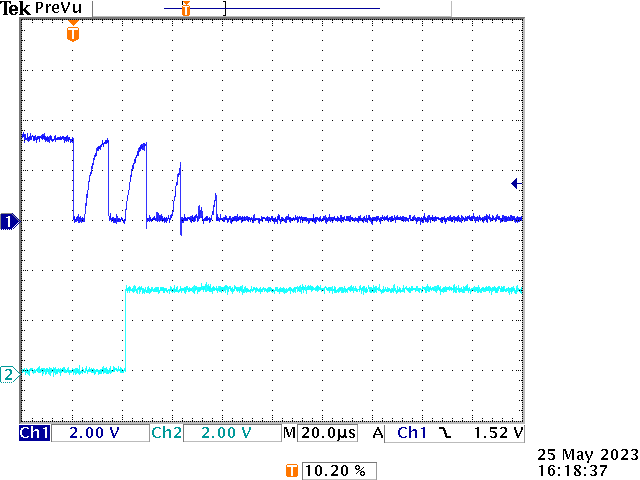 Tek PreVu
T
T
1
2
Ch1 2.00 V Ch2 2.00 V M 20.0µs A Ch1 1.52 V
25 May 2023
T 10.20 % 16:18:37